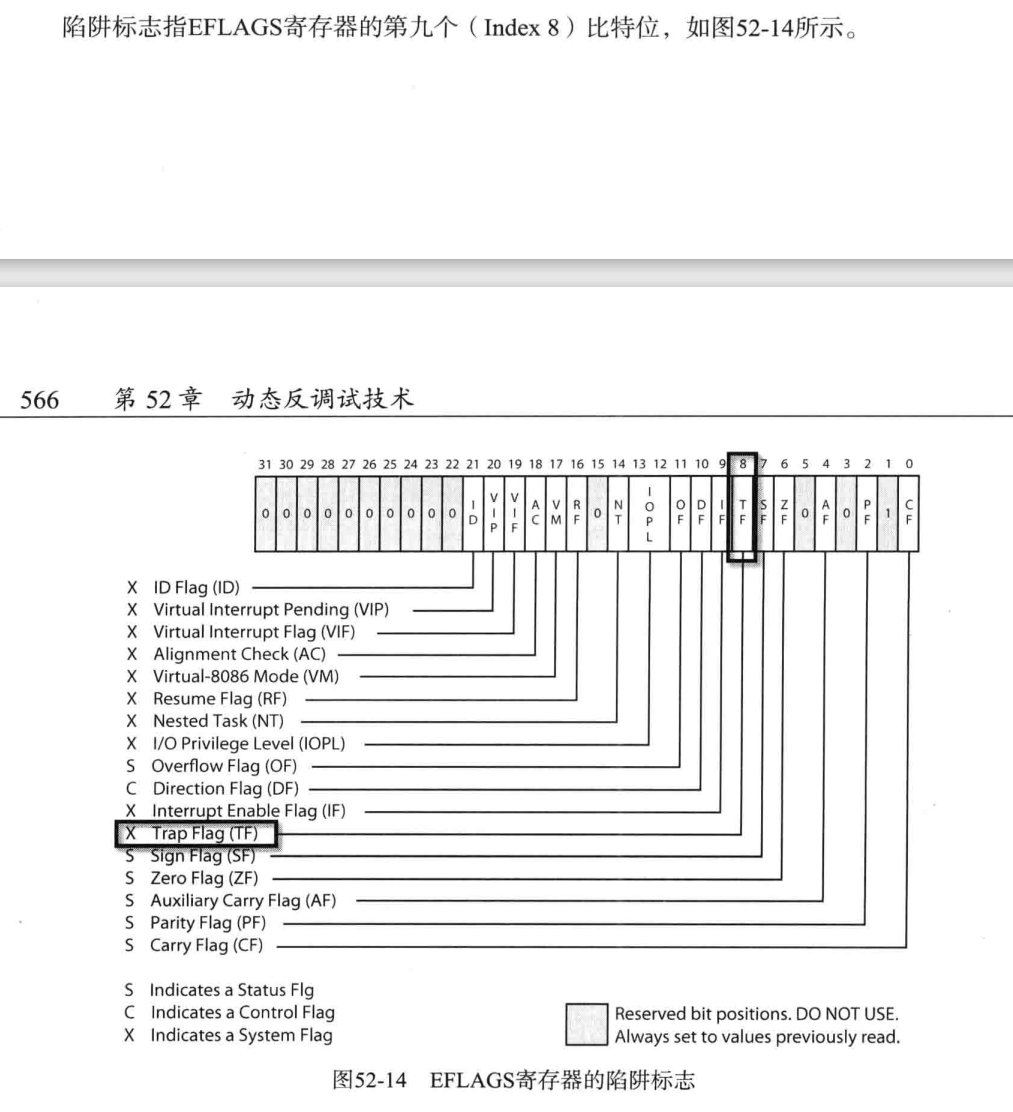 陷阱标志指EFLAGS寄存器的第九个（Index 8）比特位，如图52-14所示。
566 第 52 章 动态反调试技术
31 30 29 28 27 26 25 24 23 22 21 20 19 18 17 16 15 14 13 12 11 10 9 8 7 6 5 4 3 2 1 0
0 0 0 0 0 0 0 0 0 0 ID VIP VIF AC VM RF 0 NT IOPL OF DF IF TF SF ZF 0 AF 0 PF 1 CF
X ID Flag (ID)
X Virtual Interrupt Pending (VIP)
X Virtual Interrupt Flag (VIF)
X Alignment Check (AC)
X Virtual-8086 Mode (VM)
X Resume Flag (RF)
X Nested Task (NT)
X I/O Privilege Level (IOPL)
S Overflow Flag (OF)
C Direction Flag (DF)
X Interrupt Enable Flag (IF)
X Trap Flag (TF)
S Sign Flag (SF)
S Zero Flag (ZF)
S Auxiliary Carry Flag (AF)
S Parity Flag (PF)
S Carry Flag (CF)
S Indicates a Status Flg
C Indicates a Control Flag
X Indicates a System Flag
Reserved bit positions. DO NOT USE.
Always set to values previously read.
图52-14 EFLAGS寄存器的陷阱标志